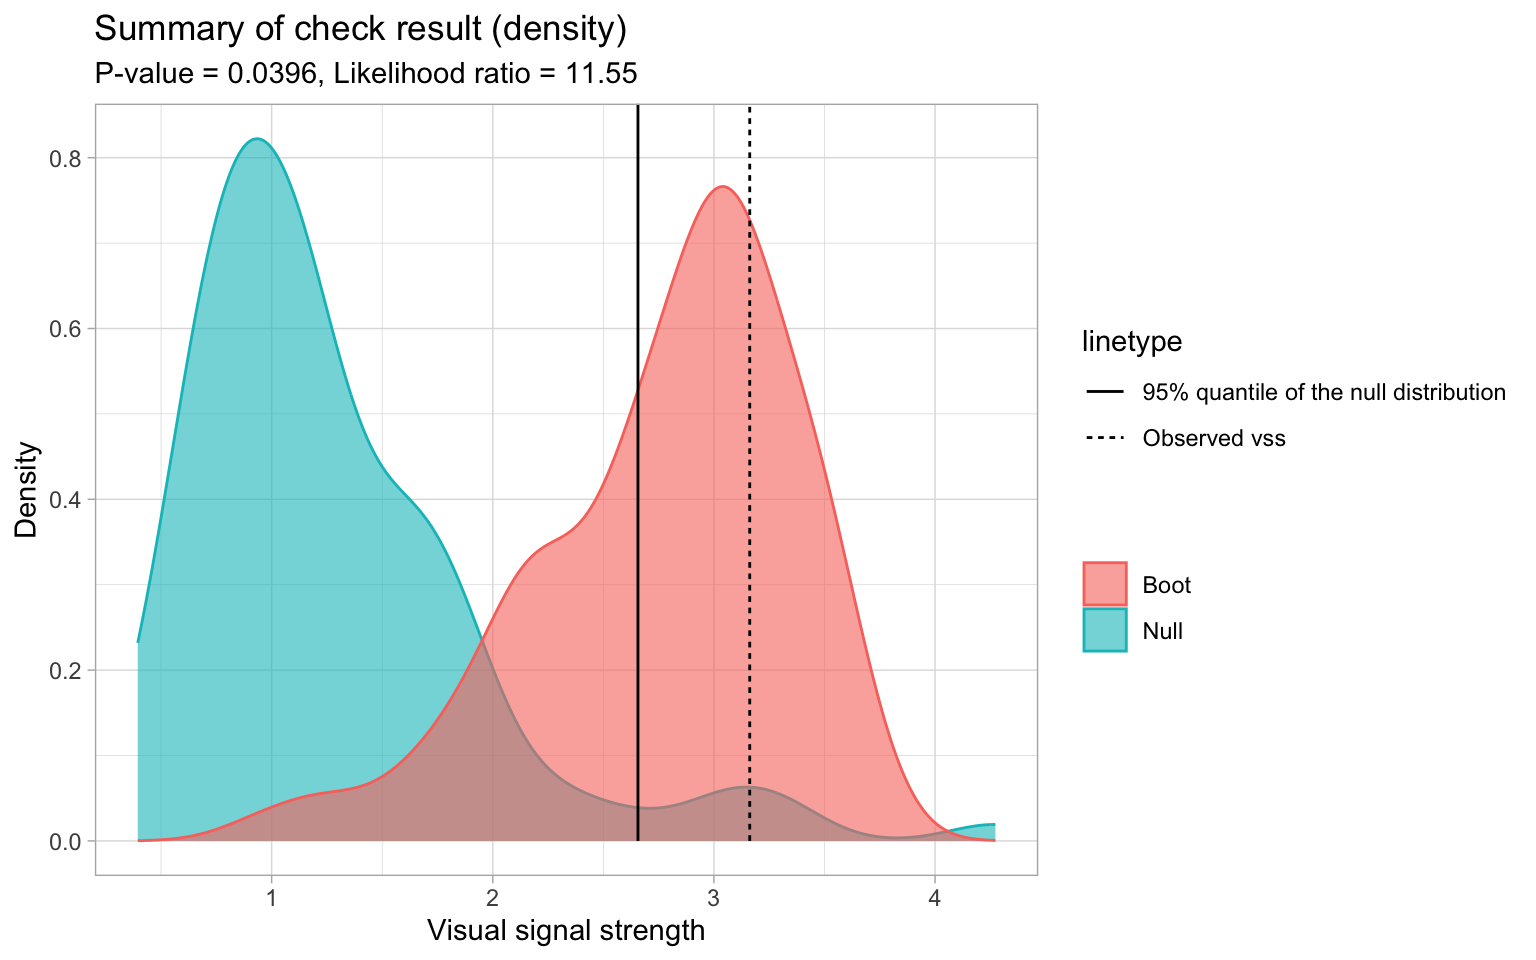 Summary of check result (density)
P-value = 0.0396, Likelihood ratio = 11.55
Density
0.8
0.6
0.4
0.2
0.0
1 2 3 4
Visual signal strength
linetype
95% quantile of the null distribution
Observed vss
Boot
Null